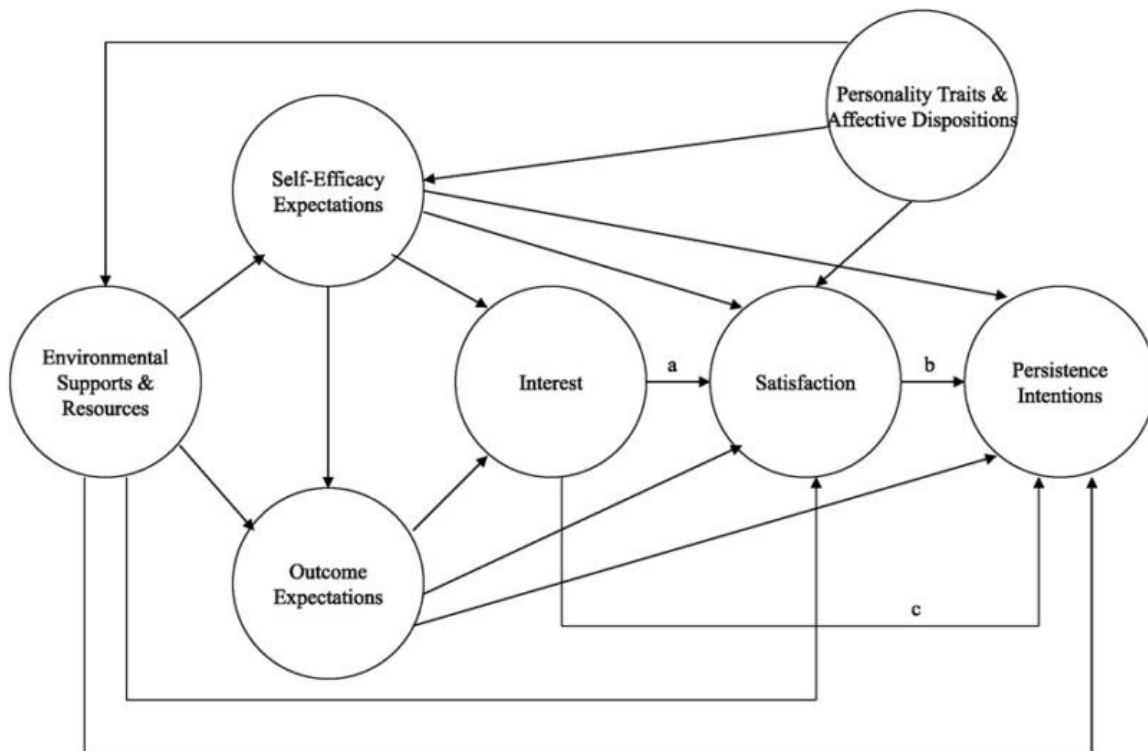 Personality Traits &
Affective Dispositions
Self-Efficacy
Expectations
Environmental
Supports &
Resources
Interest
a
Satisfaction
b
Persistence
Intentions
Outcome
Expectations
c